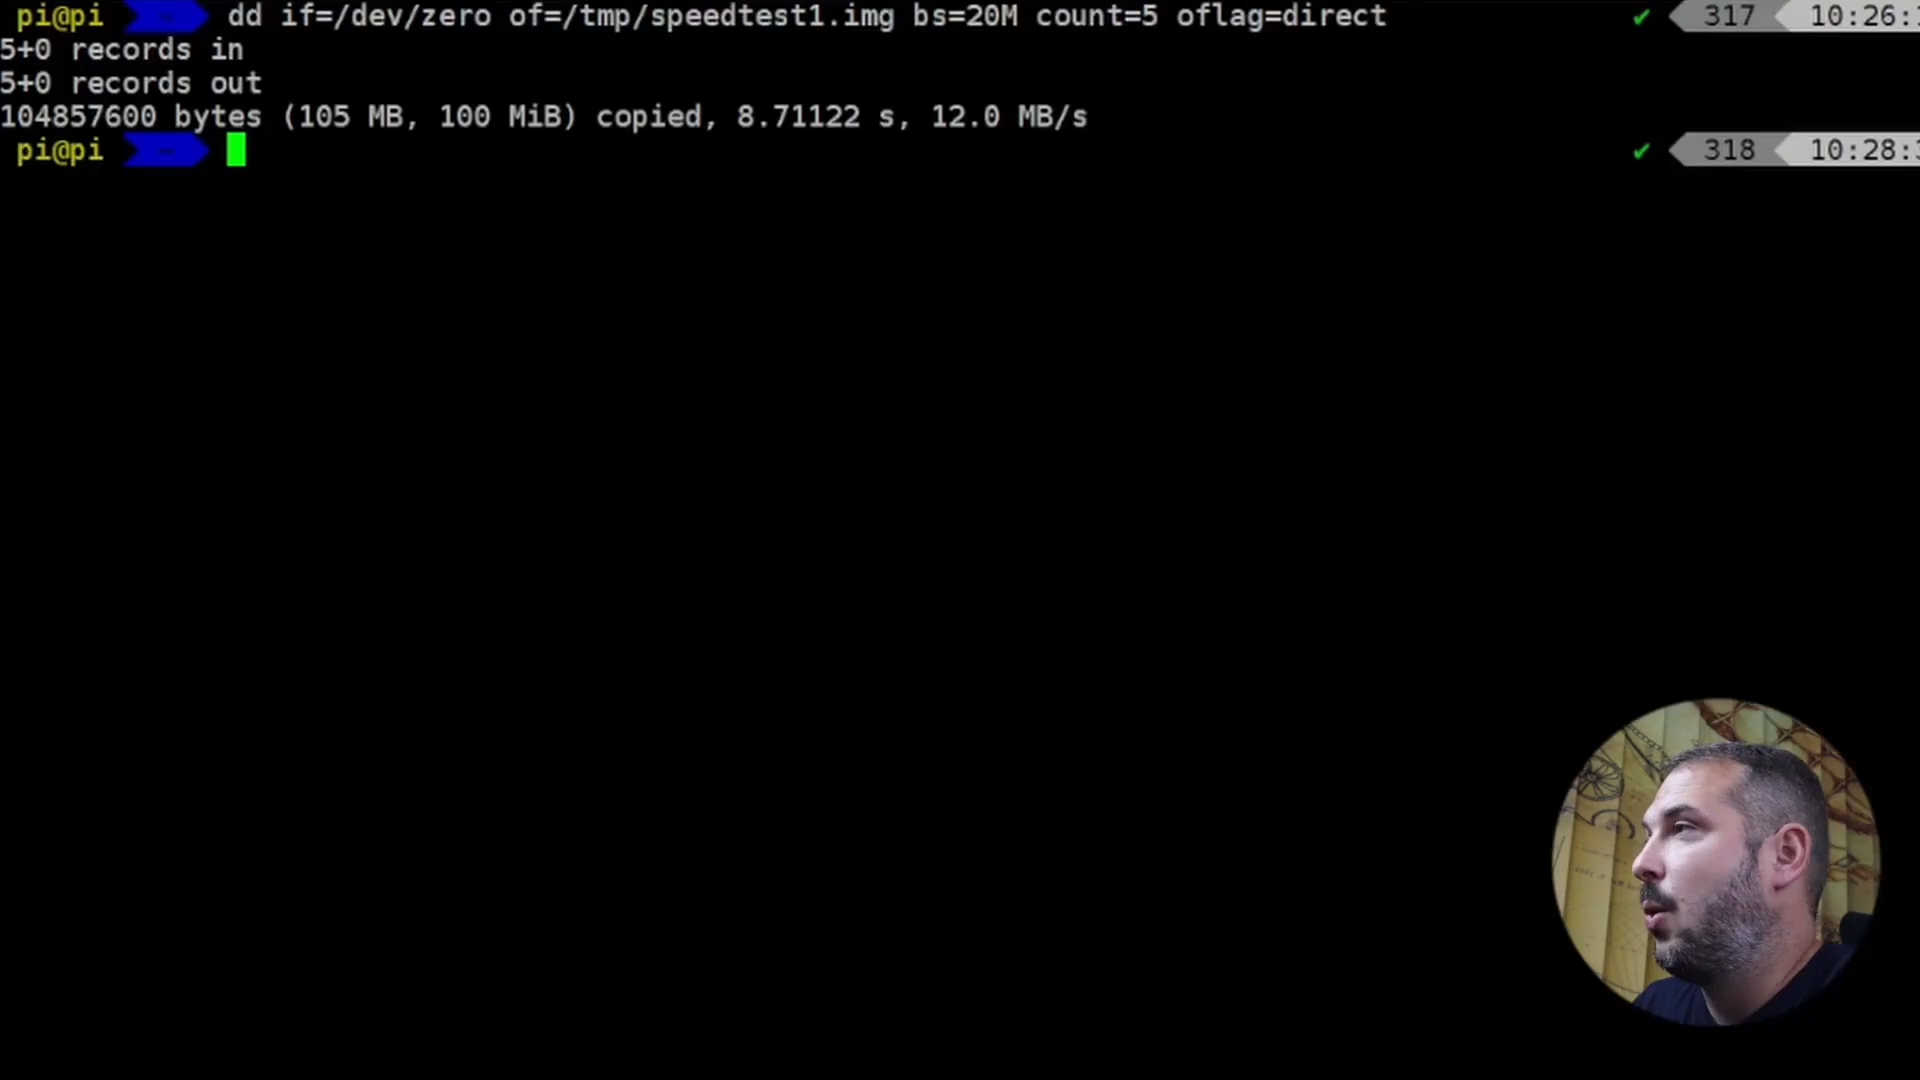 pi@pi ~ dd if=/dev/zero of=/tmp/speedtest1.img bs=20M count=5 oflag=direct ✔ 317 10:26:
5+0 records in
5+0 records out
104857600 bytes (105 MB, 100 MiB) copied, 8.71122 s, 12.0 MB/s
pi@pi ~ ✔ 318 10:28: